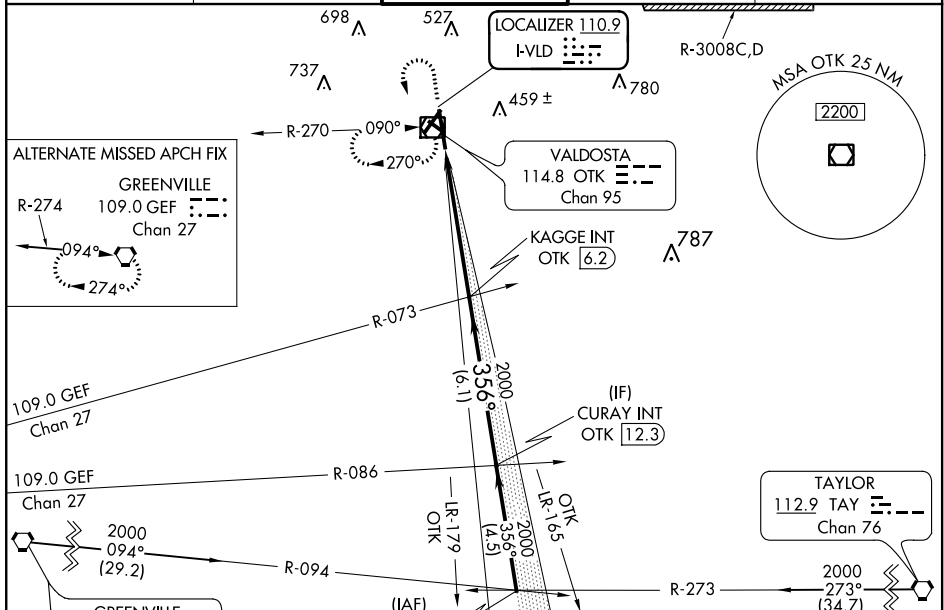 698
527
LOCALIZER 110.9
I-VLD
R-3008C,D
737
459 ±
780
MSA OTK 25 NM
2200
R-270
090°
270°
VALDOSTA
114.8 OTK
Chan 95
ALTERNATE MISSED APCH FIX
GREENVILLE
109.0 GEF
Chan 27
R-274
094°
274°
KAGGE INT
OTK 6.2
787
R-073
109.0 GEF
Chan 27
2000
356°
(6.1)
(IF)
CURAY INT
OTK 12.3
R-086
109.0 GEF
Chan 27
LR-179
OTK
OTK
LR-165
2000
356°
(4.5)
TAYLOR
112.9 TAY
Chan 76
2000
094°
(29.2)
R-094
R-273
2000
273°
(34.7)
GREENVILLE
(IAF)